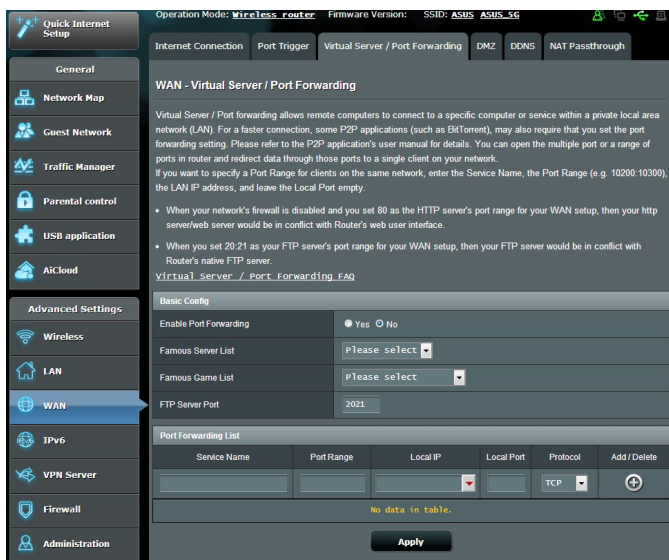 Operation Mode: Wireless router Firmware Version: SSID: ASUS ASUS_5G
Quick Internet
Setup
Internet Connection Port Trigger Virtual Server / Port Forwarding DMZ DDNS NAT Passthrough
General
Network Map
Guest Network
Traffic Manager
Parental control
USB application
AiCloud
Advanced Settings
Wireless
LAN
WAN
IPv6
IPv6
VPN Server
Firewall
Administration
WAN - Virtual Server / Port Forwarding
Virtual Server / Port forwarding allows remote computers to connect to a specific computer or service within a private local area
network (LAN). For a faster connection, some P2P applications (such as BitTorrent), may also require that you set the port
forwarding setting. Please refer to the P2P application's user manual for details. You can open the multiple port or a range of
ports in router and redirect data through those ports to a single client on your network.
If you want to specify a Port Range for clients on the same network, enter the Service Name, the Port Range (e.g. 10200:10300),
the LAN IP address, and leave the Local Port empty.
• When your network's firewall is disabled and you set 80 as the HTTP server's port range for your WAN setup, then your http
server/web server would be in conflict with Router's web user interface.
• When you set 20:21 as your FTP server's port range for your WAN setup, then your FTP server would be in conflict with
Router's native FTP server.
Virtual Server / Port Forwarding FAQ
Basic Config
Enable Port Forwarding Yes No
Famous Server List Please select
Famous Game List Please select
FTP Server Port 2021
Port Forwarding List
Service Name Port Range Local IP Local Port Protocol Add / Delete
TCP
No data in table.
Apply